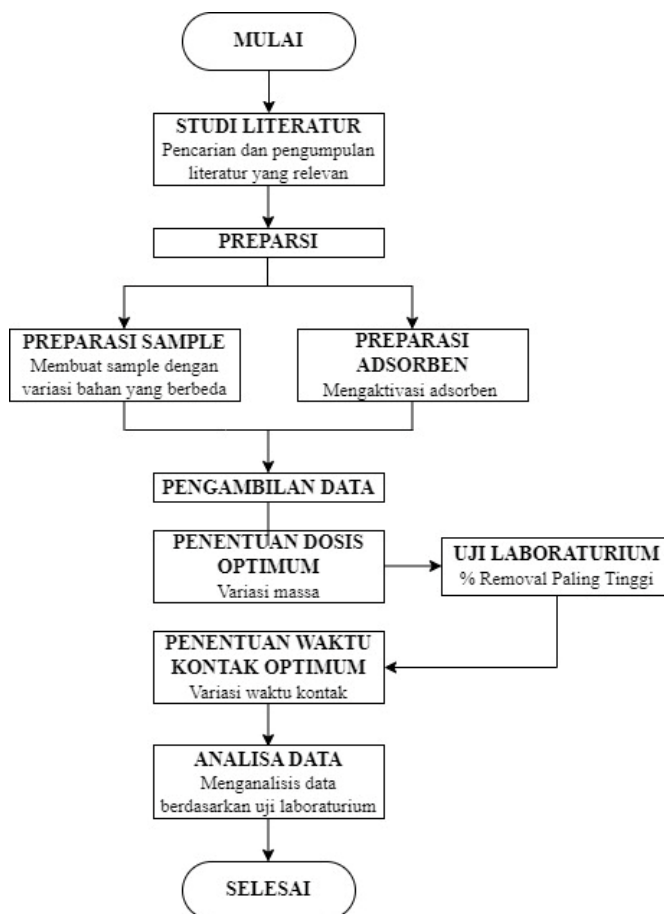 MULAI
STUDI LITERATUR
Pencarian dan pengumpulan
literatur yang relevan
PREPARSI
PREPARASI SAMPLE
Membuat sample dengan
variasi bahan yang berbeda
PREPARASI
ADSORBEN
Mengaktivasi adsorben
PENGAMBILAN DATA
PENENTUAN DOSIS
OPTIMUM
Variasi massa
UJI LABORATURIUM
% Removal Paling Tinggi
PENENTUAN WAKTU
KONTAK OPTIMUM
Variasi waktu kontak
ANALISA DATA
Menganalisis data
berdasarkan uji laboraturium
SELESAI